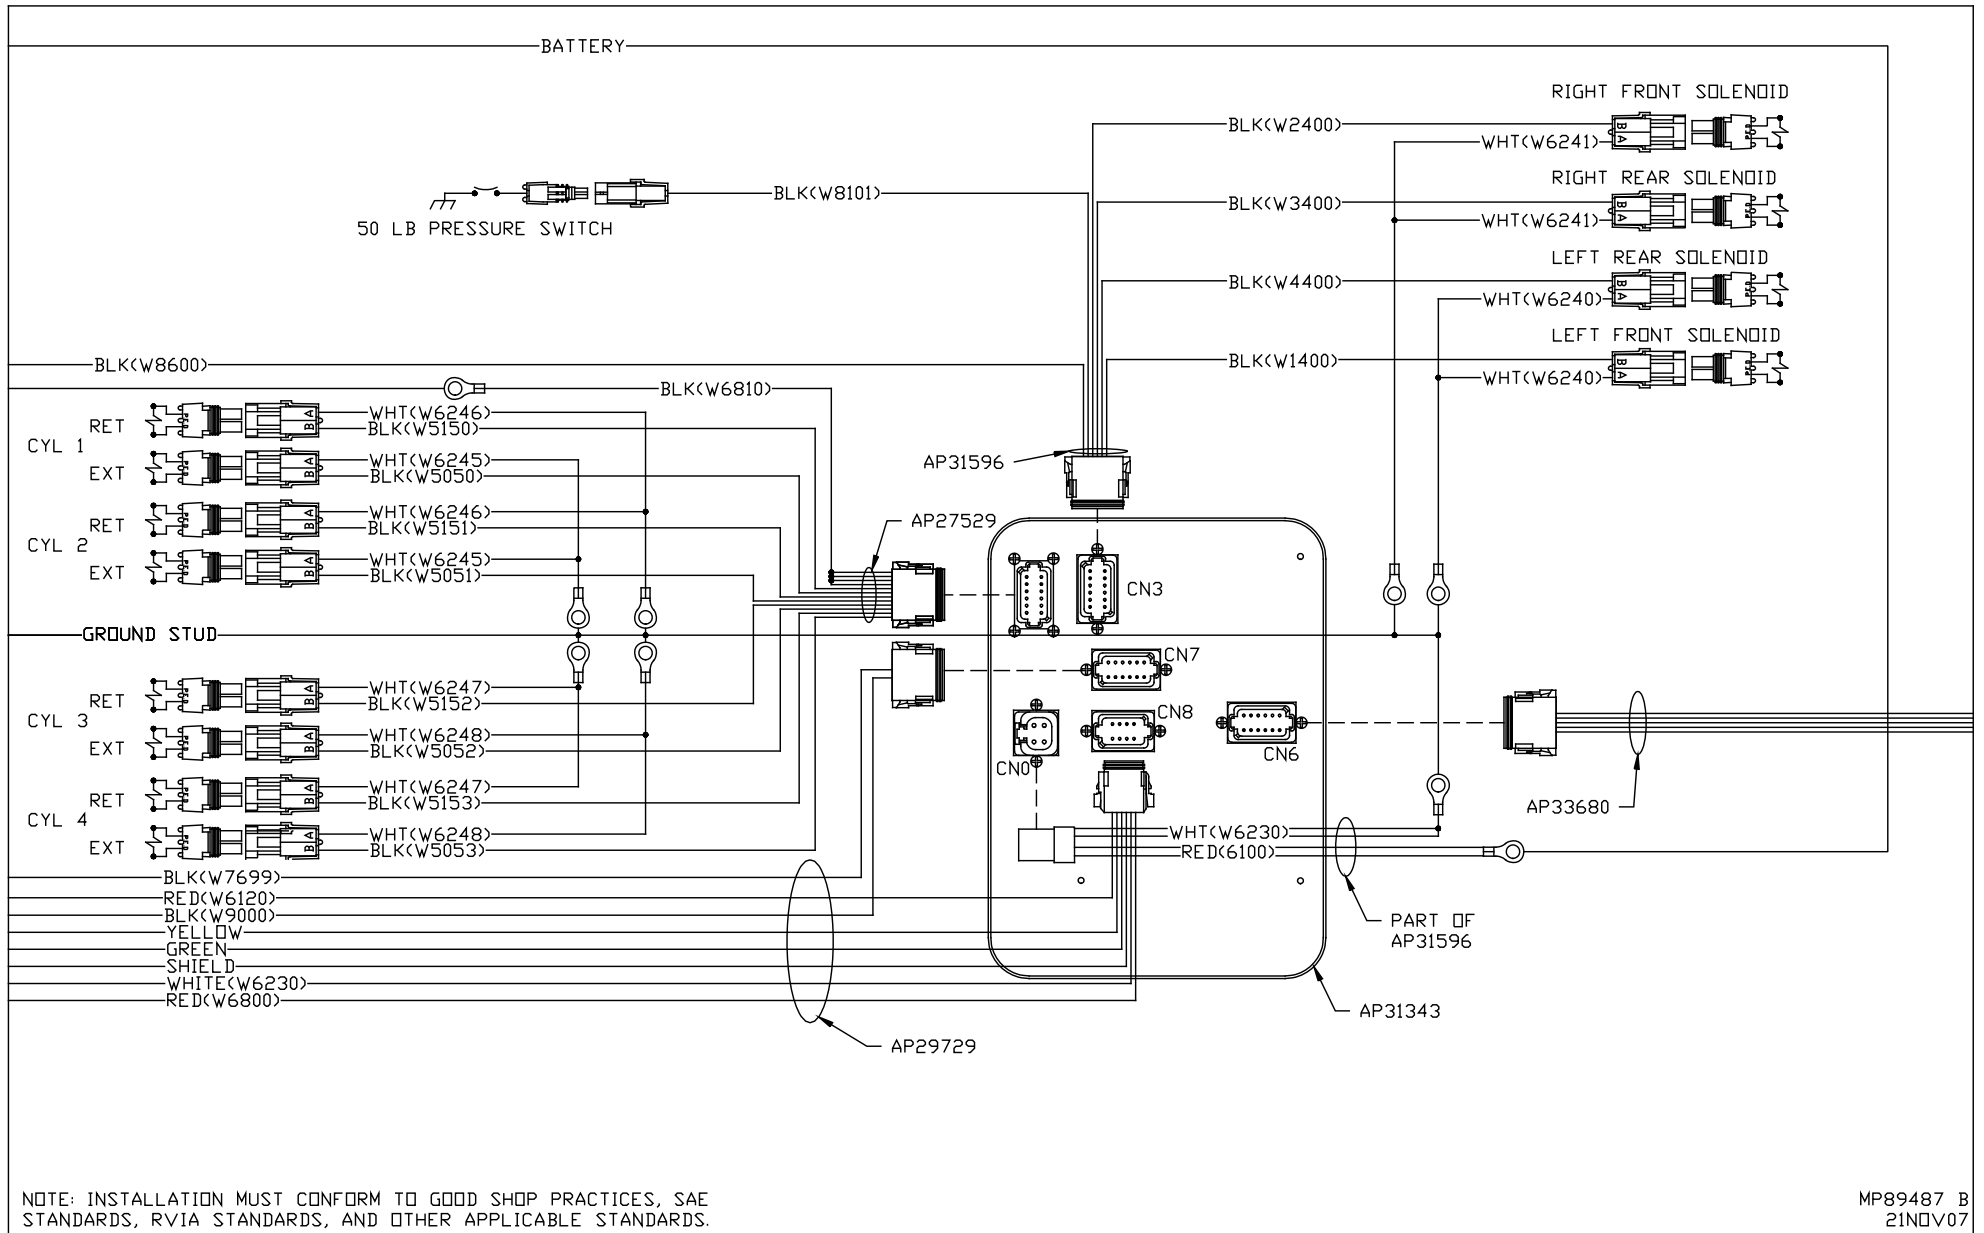 BATTERY
RIGHT FRONT SOLENOID
BLK(W2400)
B
A
WHT(W6241)
BLK(W8101)
50 LB PRESSURE SWITCH
RIGHT REAR SOLENOID
BLK(W3400)
B
A
WHT(W6241)
LEFT REAR SOLENOID
BLK(W4400)
B
A
WHT(W6240)
LEFT FRONT SOLENOID
BLK(W1400)
B
A
WHT(W6240)
BLK(W8600)
BLK(W6810)
CYL 1
RET
A
B
WHT(W6246)
BLK(W5150)
EXT
A
B
WHT(W6245)
BLK(W5050)
CYL 2
RET
A
B
WHT(W6246)
BLK(W5151)
EXT
A
B
WHT(W6245)
BLK(W5051)
AP31596
AP27529
CN3
GROUND STUD
CN7
CN8
CN0
CN6
CYL 3
RET
A
B
WHT(W6247)
BLK(W5152)
EXT
A
B
WHT(W6248)
BLK(W5052)
CYL 4
RET
A
B
WHT(W6247)
BLK(W5153)
EXT
A
B
WHT(W6248)
BLK(W5053)
AP33680
WHT(W6230)
RED(6100)
PART OF
AP31596
BLK(W7699)
RED(W6120)
BLK(W9000)
YELLOW
GREEN
SHIELD
WHITE(W6230)
RED(W6800)
AP31343
AP29729
NOTE: INSTALLATION MUST CONFORM TO GOOD SHOP PRACTICES, SAE
STANDARDS, RVIA STANDARDS, AND OTHER APPLICABLE STANDARDS.
MP89487 B
21NOV07